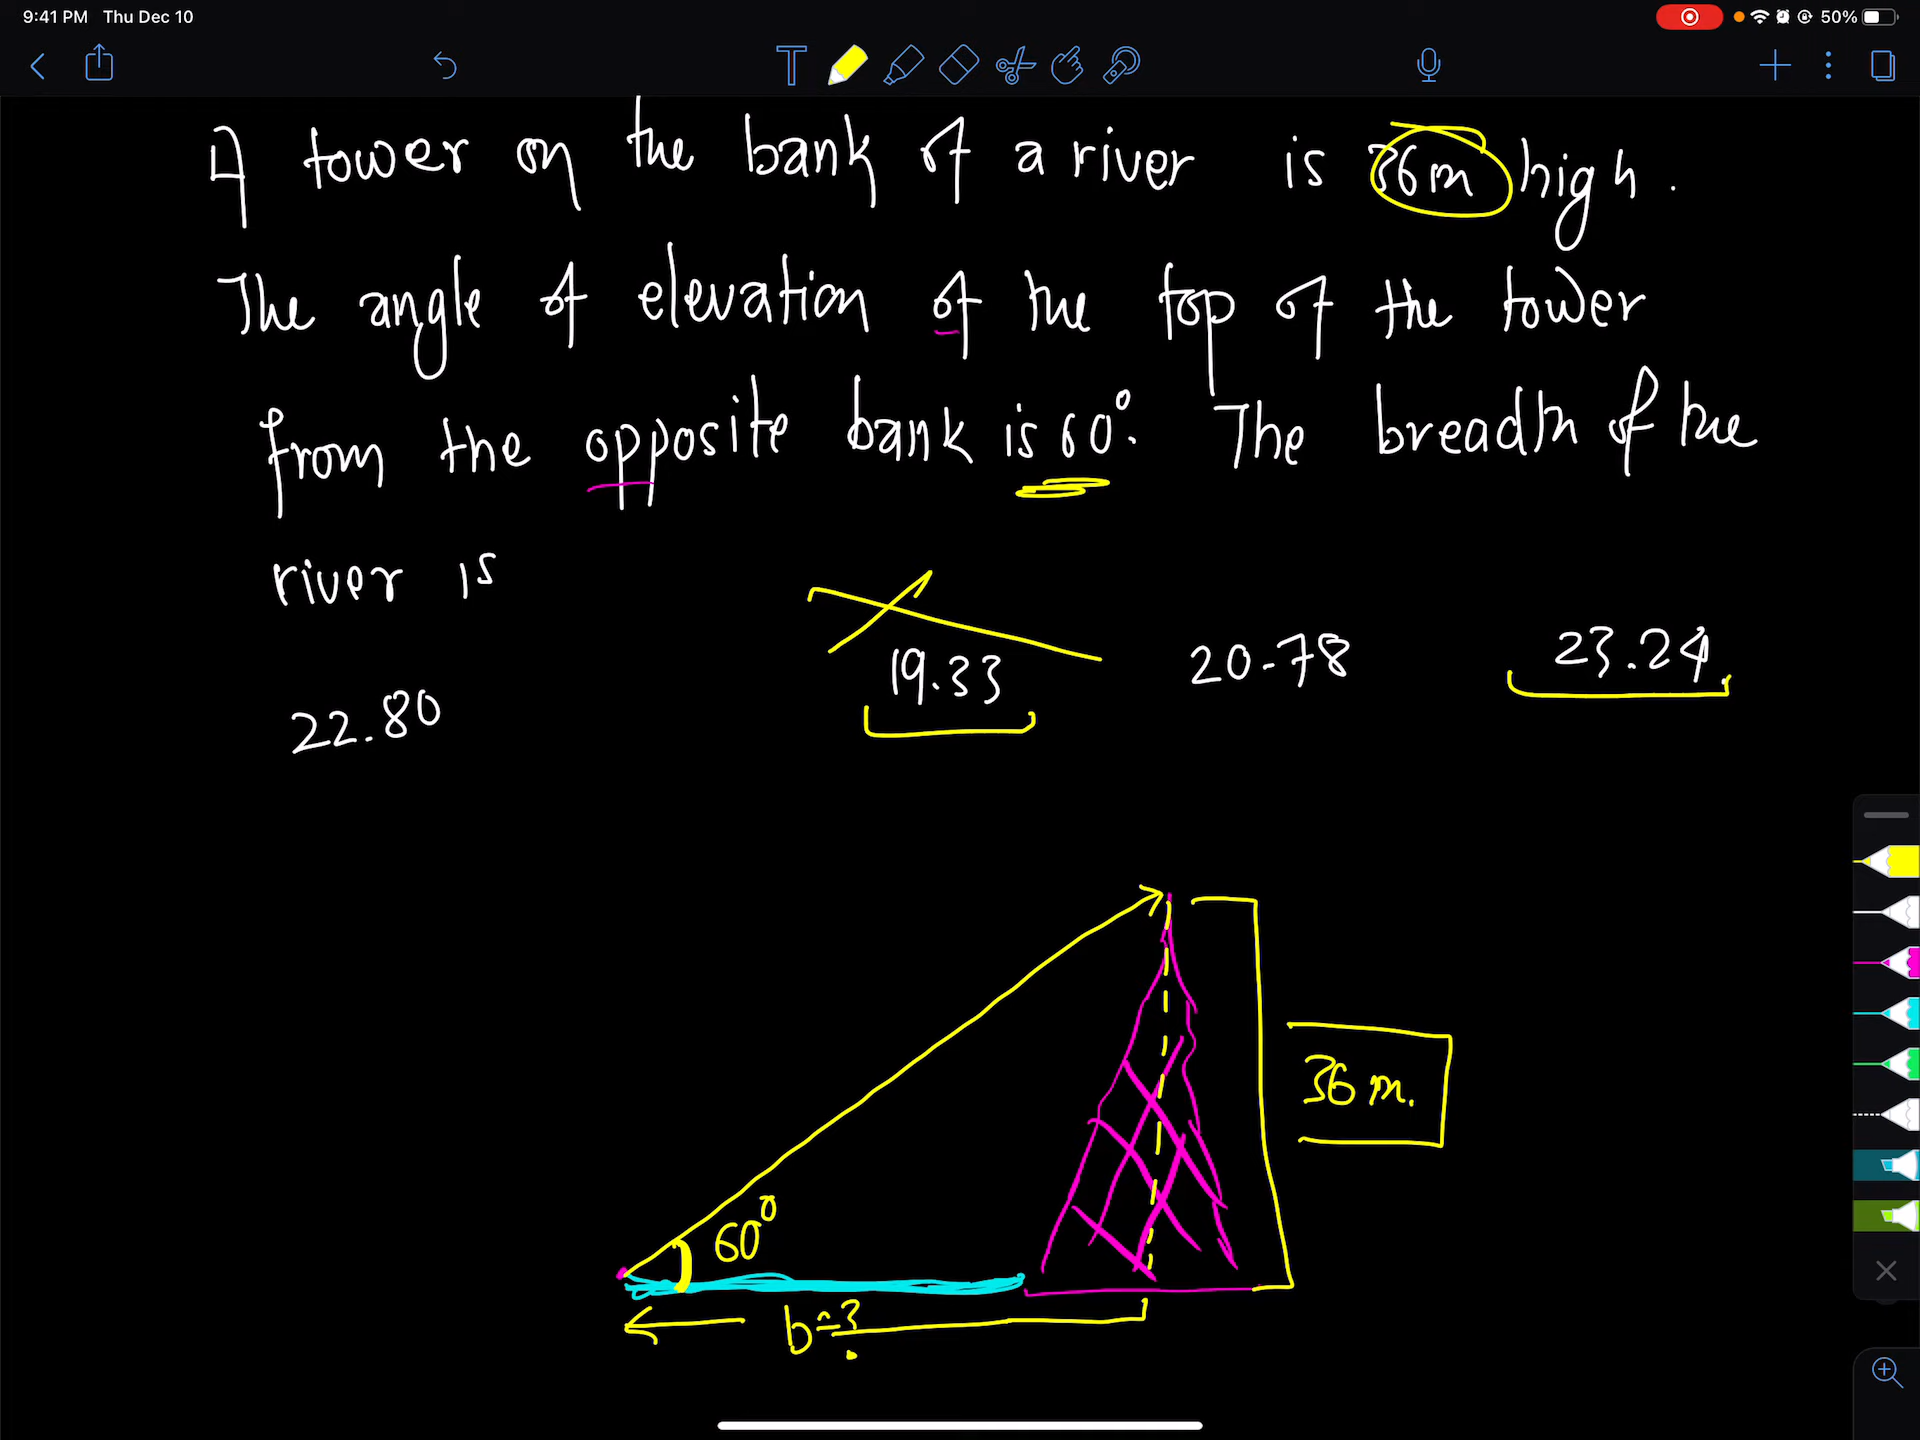 9:41 PM Thu Dec 10
50%
T
A tower on the bank of a river is 36m high.
The angle of elevation of the top of the tower
from the opposite bank is 60°. The breadth of the
river is
22.80 19.33 20.78 23.24
36 m.
60°
b=?